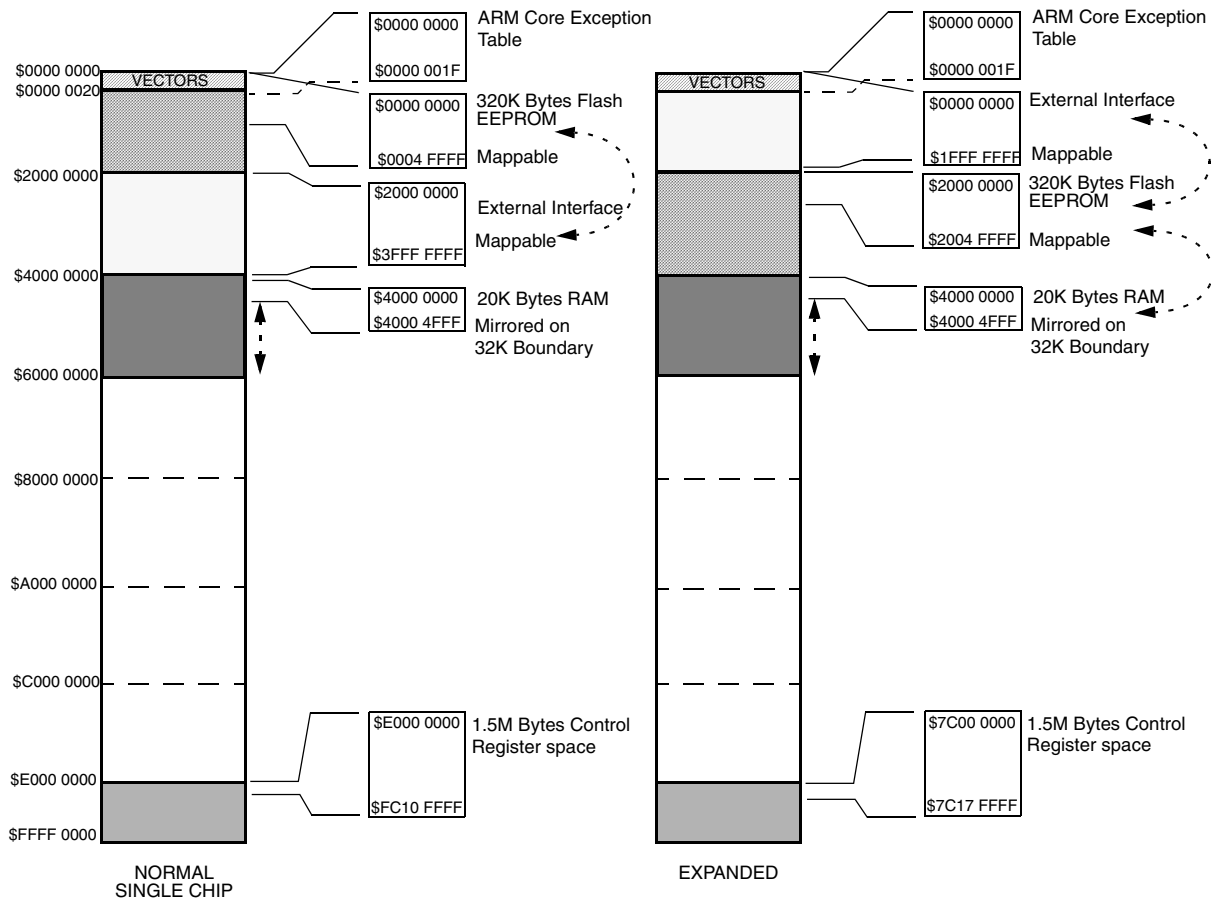 $0000 0000
$0000 0020
$2000 0000
$4000 0000
$6000 0000
$8000 0000
$A000 0000
$C000 0000
$E000 0000
$FFFF 0000
VECTORS
$0000 0000
$0000 001F
ARM Core Exception
Table
$0000 0000
$0004 FFFF
320K Bytes Flash
EEPROM
Mappable
$2000 0000
$3FFF FFFF
External Interface
Mappable
$4000 0000
$4000 4FFF
20K Bytes RAM
Mirrored on
32K Boundary
$E000 0000
$FC10 FFFF
1.5M Bytes Control
Register space
NORMAL
SINGLE CHIP
VECTORS
$0000 0000
$0000 001F
ARM Core Exception
Table
$0000 0000
$1FFF FFFF
External Interface
Mappable
$2000 0000
$2004 FFFF
320K Bytes Flash
EEPROM
Mappable
$4000 0000
$4000 4FFF
20K Bytes RAM
Mirrored on
32K Boundary
$7C00 0000
$7C17 FFFF
1.5M Bytes Control
Register space
EXPANDED